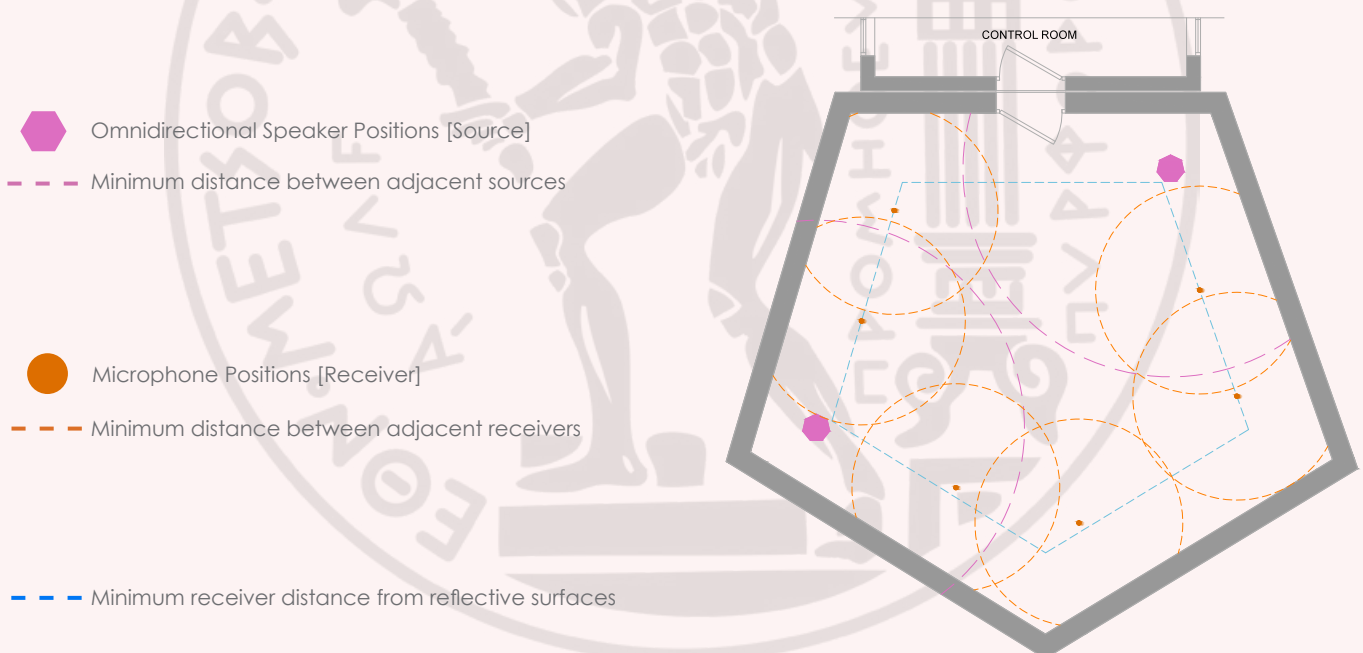 CONTROL ROOM
Omnidirectional Speaker Positions [Source]
Minimum distance between adjacent sources
Microphone Positions [Receiver]
Minimum distance between adjacent receivers
Minimum receiver distance from reflective surfaces